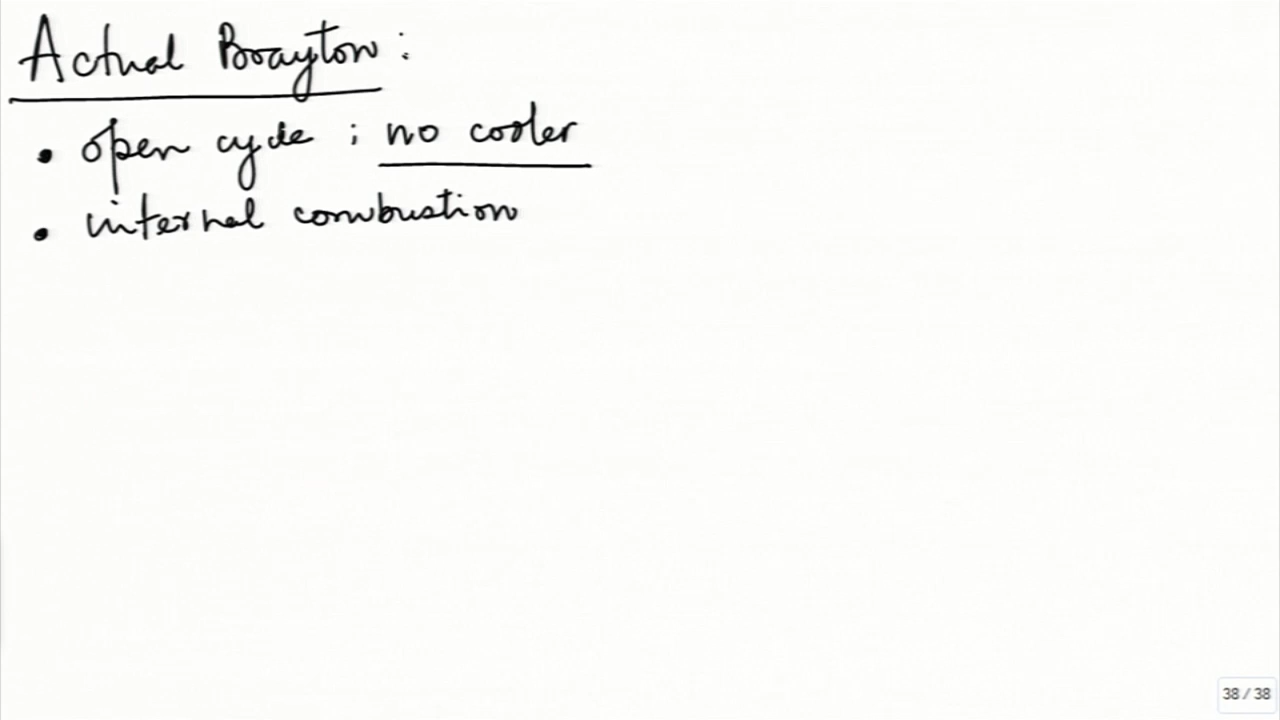 Actual Brayton:
• open cycle ; no cooler
• internal combustion
38 / 38